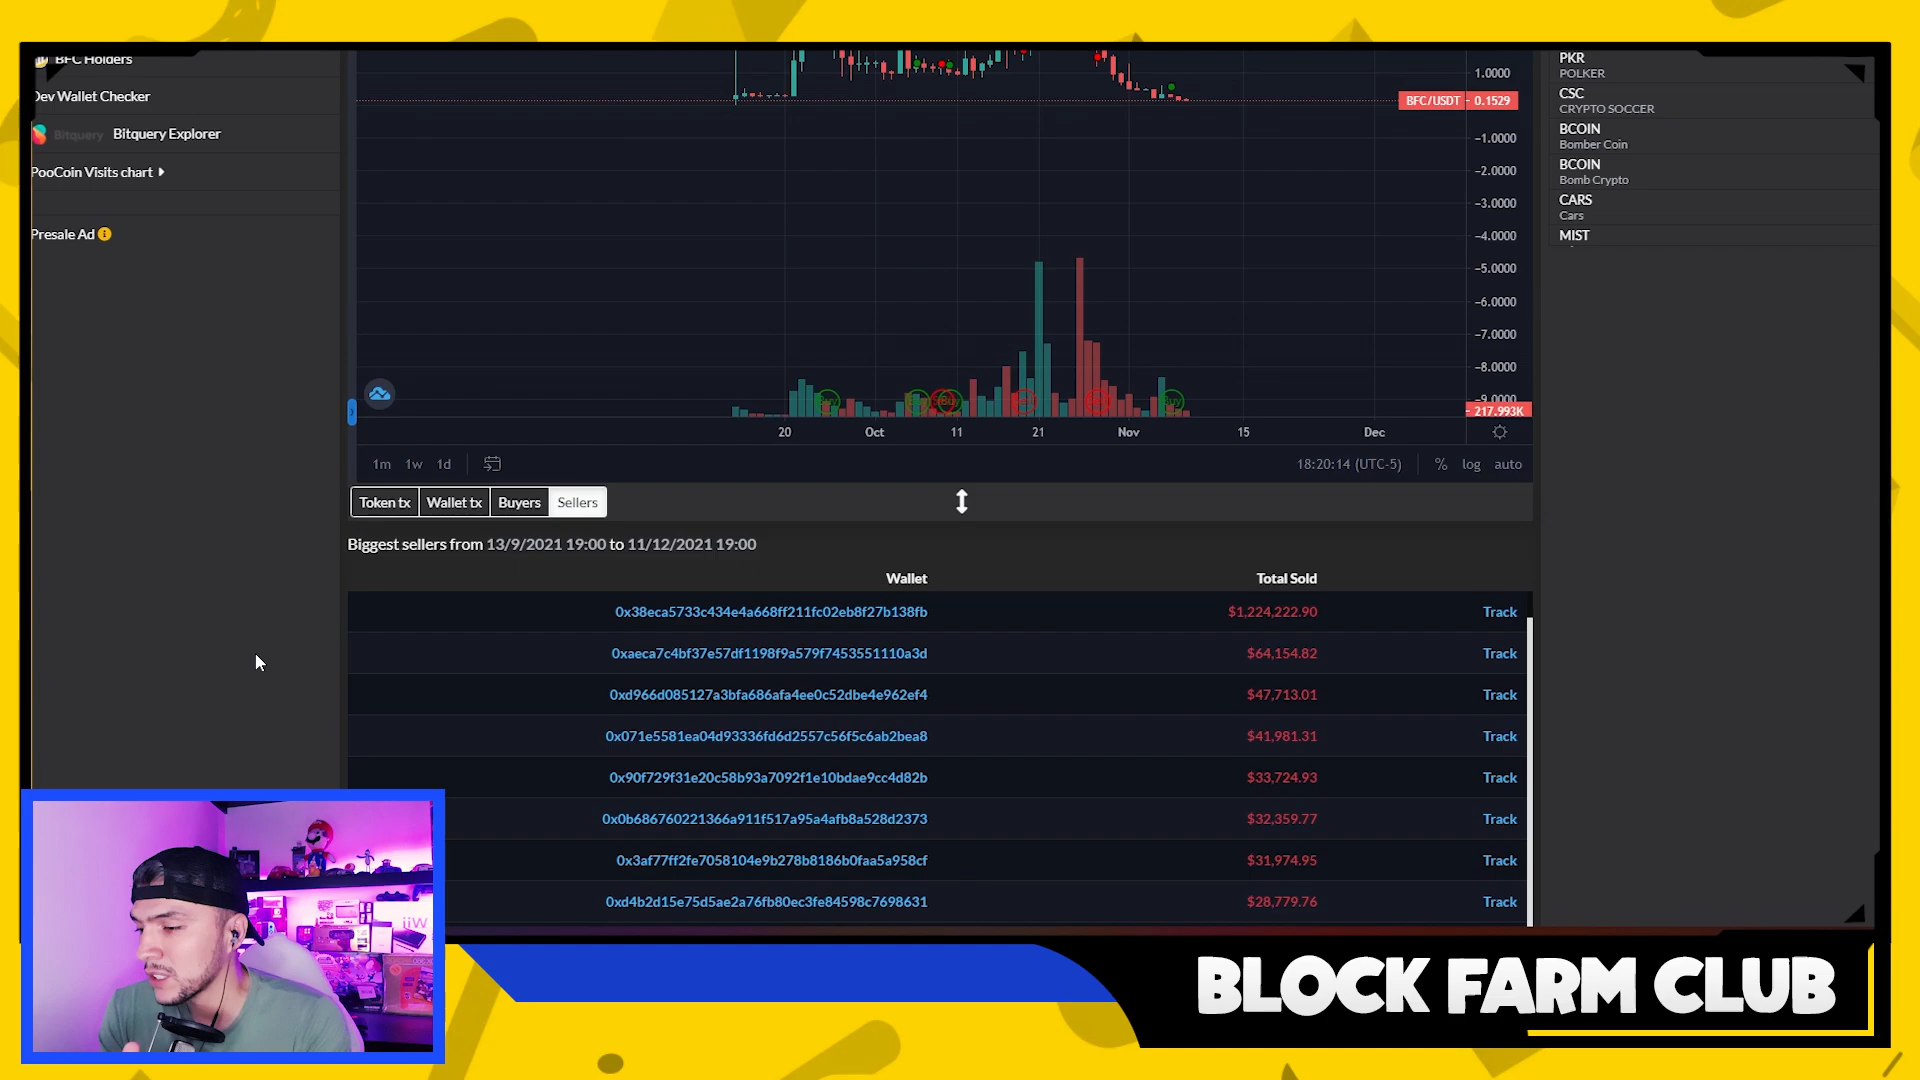 BFC Holders
Dev Wallet Checker
Bitquery Bitquery Explorer
PooCoin Visits chart
Presale Ad
1.0000
BFC/USDT 0.1529
−1.0000
−2.0000
−3.0000
−4.0000
−5.0000
−6.0000
−7.0000
−8.0000
−9.0000
217.993K
20 Oct 11 21 Nov 15 Dec
1m 1w 1d
18:20:14 (UTC-5) % log auto
Token tx Wallet tx Buyers Sellers
Biggest sellers from 13/9/2021 19:00 to 11/12/2021 19:00
Wallet Total Sold
0x38eca5733c434e4a668ff211fc02eb8f27b138fb $1,224,222.90 Track
0xaeca7c4bf37e57df1198f9a579f7453551110a3d $64,154.82 Track
0xd966d085127a3bfa686afa4ee0c52dbe4e962ef4 $47,713.01 Track
0x071e5581ea04d93336fd6d2557c56f5c6ab2bea8 $41,981.31 Track
0x90f729f31e20c58b93a7092f1e10bdae9cc4d82b $33,724.93 Track
0x0b686760221366a911f517a95a4afb8a528d2373 $32,359.77 Track
0x3af77ff2fe7058104e9b278b8186b0faa5a958cf $31,974.95 Track
0xd4b2d15e75d5ae2a76fb80ec3fe84598c7698631 $28,779.76 Track
PKR
POLKER
CSC
CRYPTO SOCCER
BCOIN
Bomber Coin
BCOIN
Bomb Crypto
CARS
Cars
MIST
BLOCK FARM CLUB